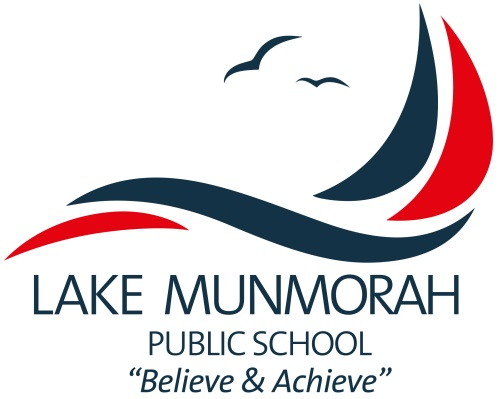 LAKE MUNMORAH
PUBLIC SCHOOL
“Believe & Achieve”